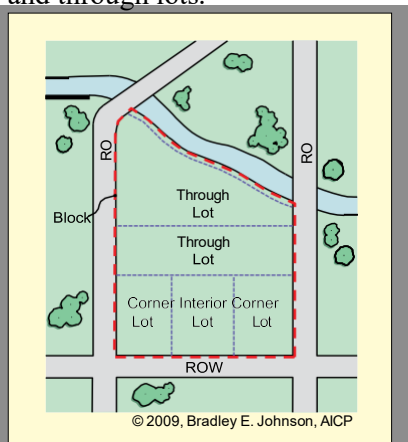 and through lots.
RO
RO
Through
Lot
Block
Through
Lot
Corner Interior Corner
Lot Lot Lot
ROW
© 2009, Bradley E. Johnson, AICP